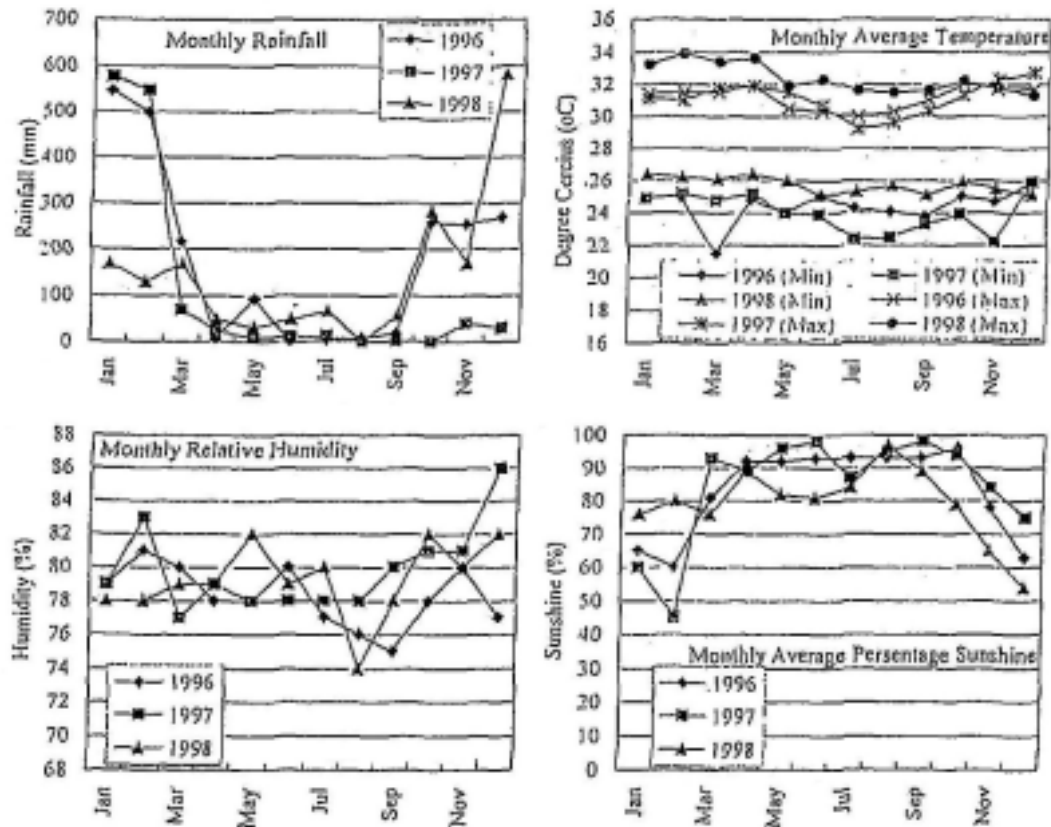 Monthly Rainfall
1996
1997
1998
700
600
500
400
300
200
100
0
Rainfall (mm)
Jan
Mar
May
Jul
Sep
Nov
Monthly Average Temperature
36
34
32
30
28
26
24
22
20
18
16
Degree Cercius (oC)
1996 (Min)
1997 (Min)
1998 (Min)
1996 (Max)
1997 (Max)
1998 (Max)
Jan
Mar
May
Jul
Sep
Nov
Monthly Relative Humidity
88
86
84
82
80
78
76
74
72
70
68
Humidity (%)
1996
1997
1998
Jan
Mar
May
Jul
Sep
Nov
100
90
80
70
60
50
40
30
20
10
0
Sunshine (%)
Monthly Average Persentage Sunshine
1996
1997
1998
Jan
Mar
May
Jul
Sep
Nov